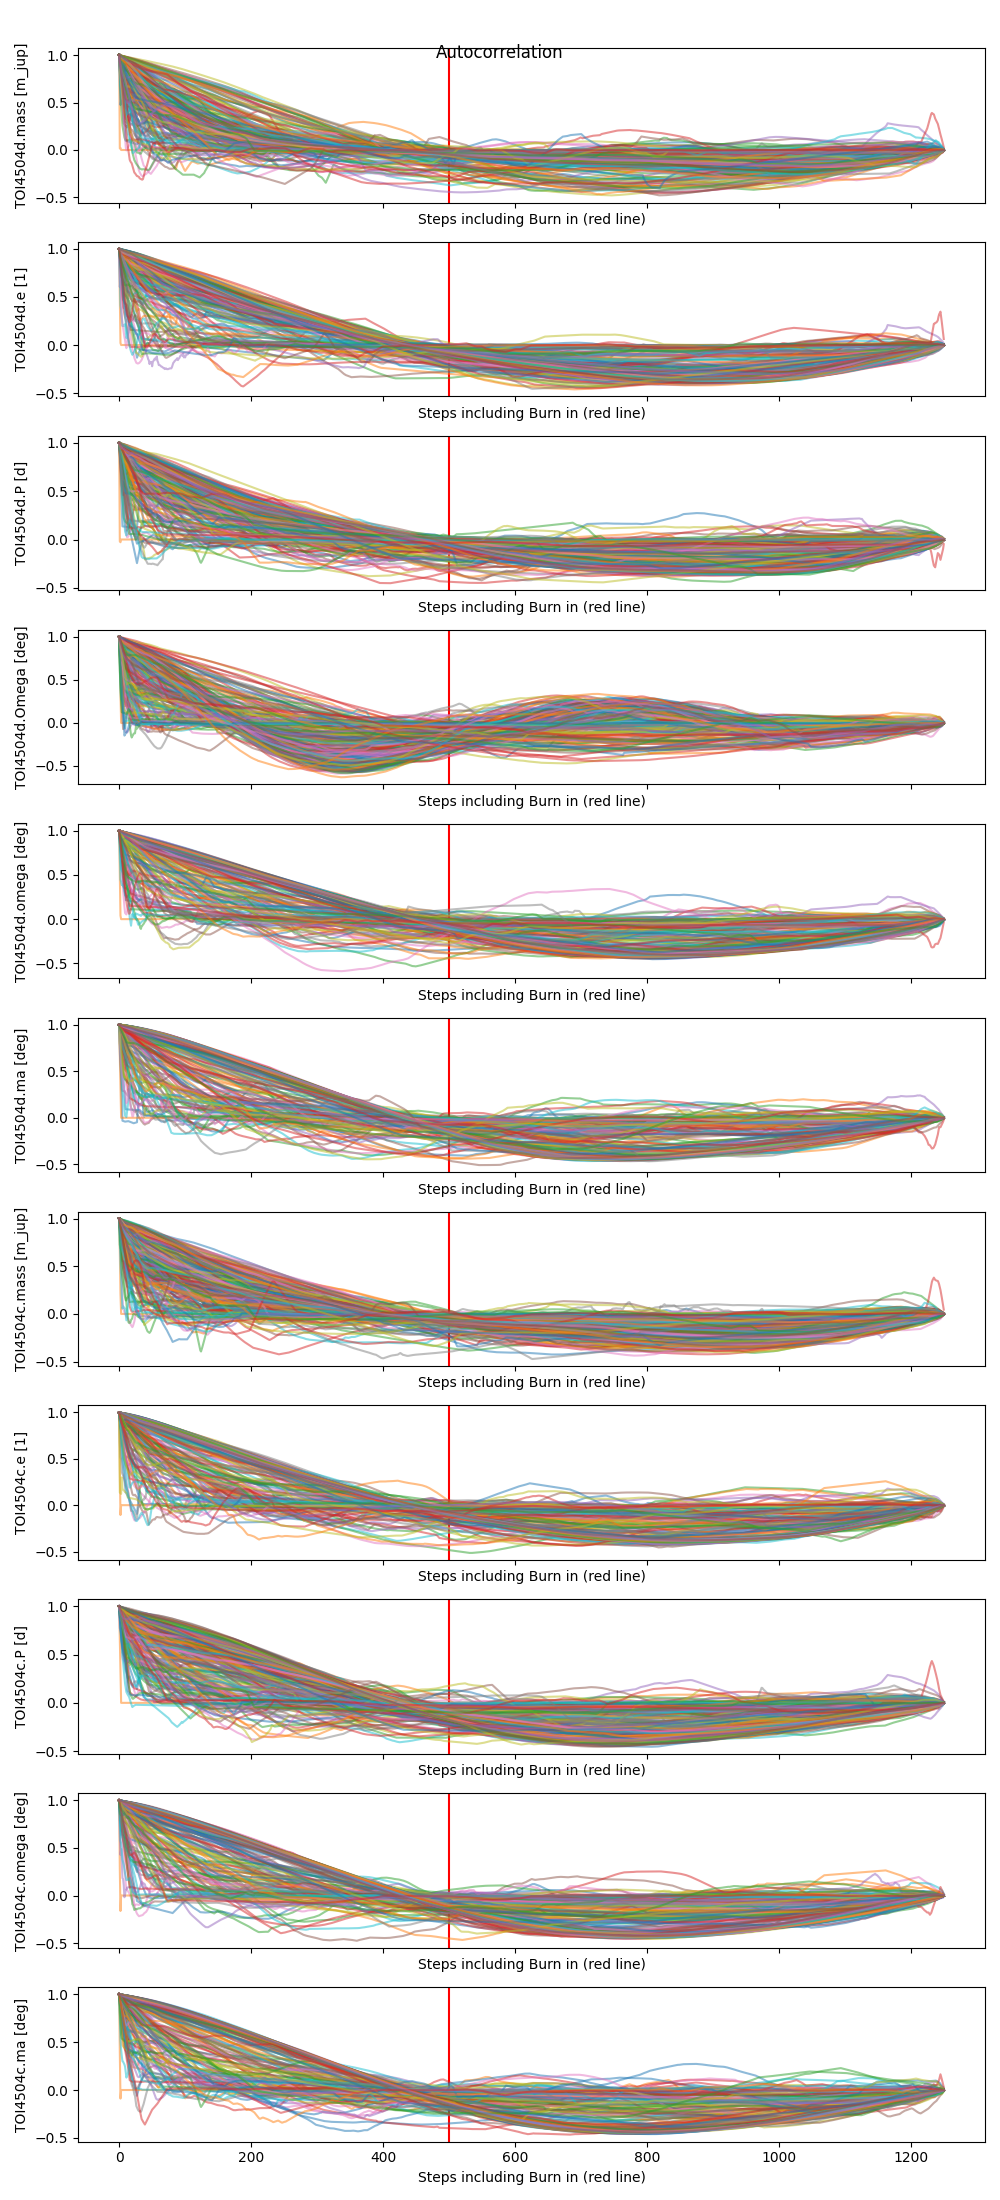 Autocorrelation
TOI4504d.mass [m_jup]
1.0
0.5
0.0
−0.5
Steps including Burn in (red line)
TOI4504d.e [1]
1.0
0.5
0.0
−0.5
Steps including Burn in (red line)
TOI4504d.P [d]
1.0
0.5
0.0
−0.5
Steps including Burn in (red line)
TOI4504d.Omega [deg]
1.0
0.5
0.0
−0.5
Steps including Burn in (red line)
TOI4504d.omega [deg]
1.0
0.5
0.0
−0.5
Steps including Burn in (red line)
TOI4504d.ma [deg]
1.0
0.5
0.0
−0.5
Steps including Burn in (red line)
TOI4504c.mass [m_jup]
1.0
0.5
0.0
−0.5
Steps including Burn in (red line)
TOI4504c.e [1]
1.0
0.5
0.0
−0.5
Steps including Burn in (red line)
TOI4504c.P [d]
1.0
0.5
0.0
−0.5
Steps including Burn in (red line)
TOI4504c.omega [deg]
1.0
0.5
0.0
−0.5
Steps including Burn in (red line)
TOI4504c.ma [deg]
1.0
0.5
0.0
−0.5
0 200 400 600 800 1000 1200
Steps including Burn in (red line)